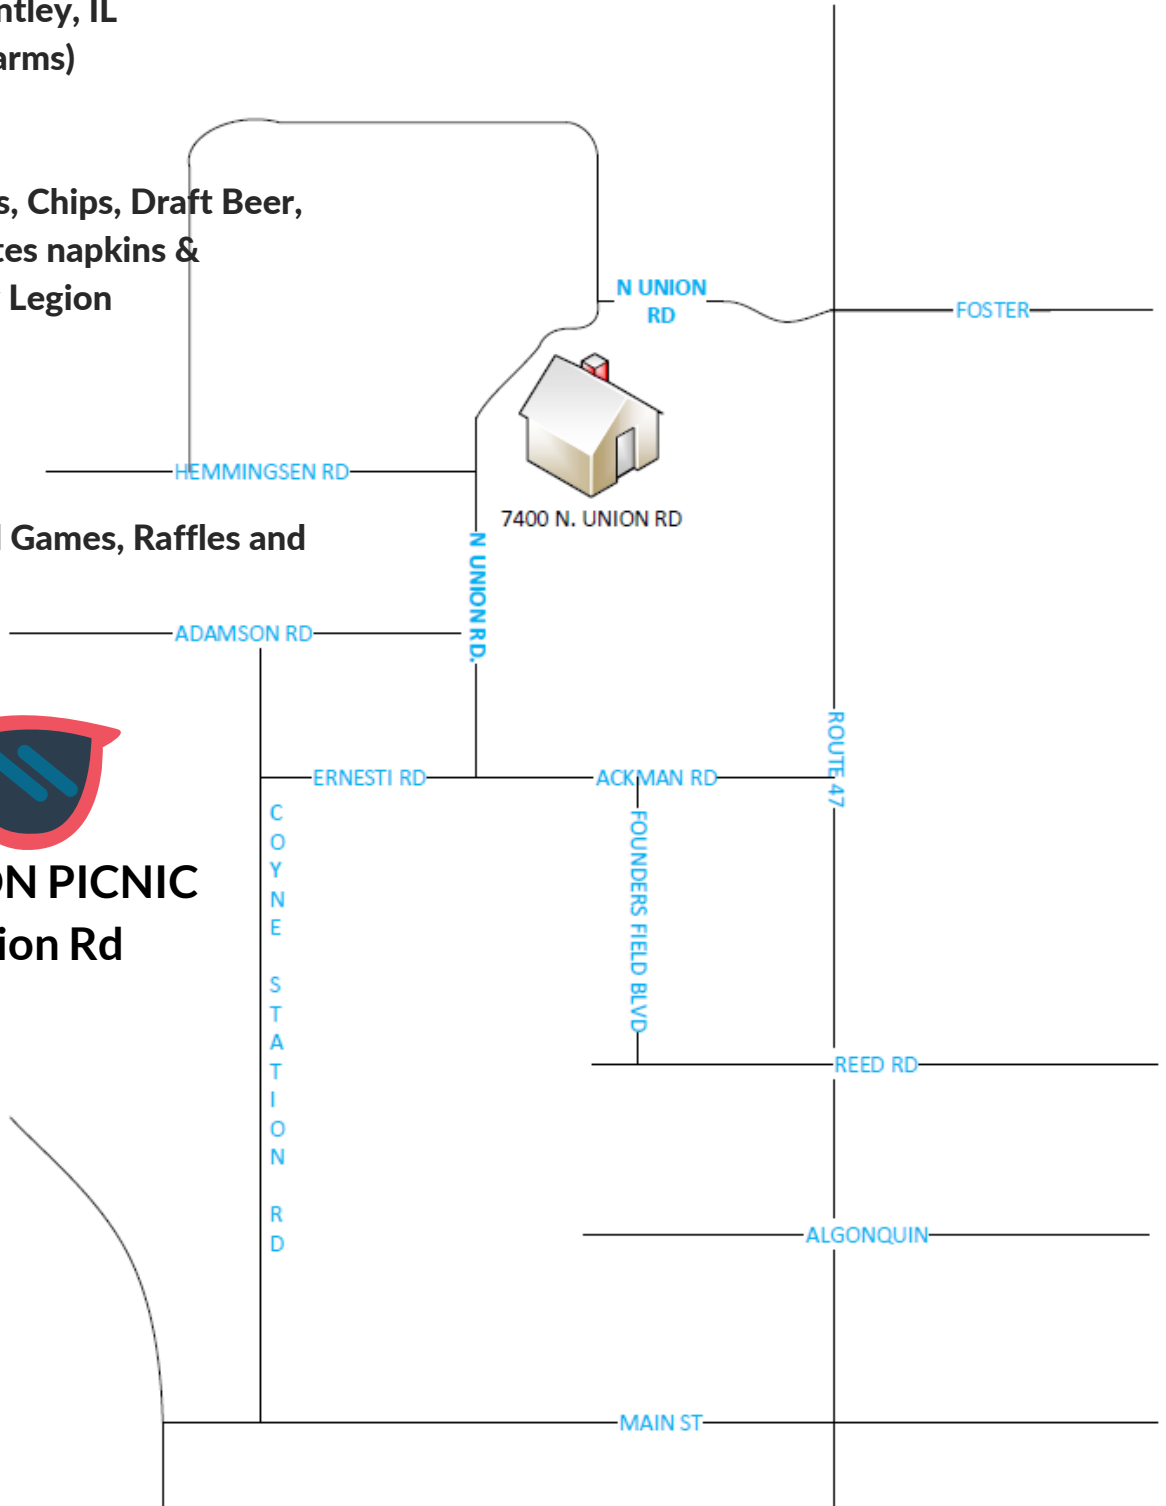 ntley, IL
arms)
s, Chips, Draft Beer,
tes napkins &
Legion
N UNION
RD
FOSTER
HEMMINGSEN RD
7400 N. UNION RD
l Games, Raffles and
N UNION RD.
ADAMSON RD
ROUTE 47
ERNESTI RD
ACKMAN RD
COYNE STATION RD
FOUNDERS FIELD BLVD
ON PICNIC
ion Rd
REED RD
ALGONQUIN
MAIN ST